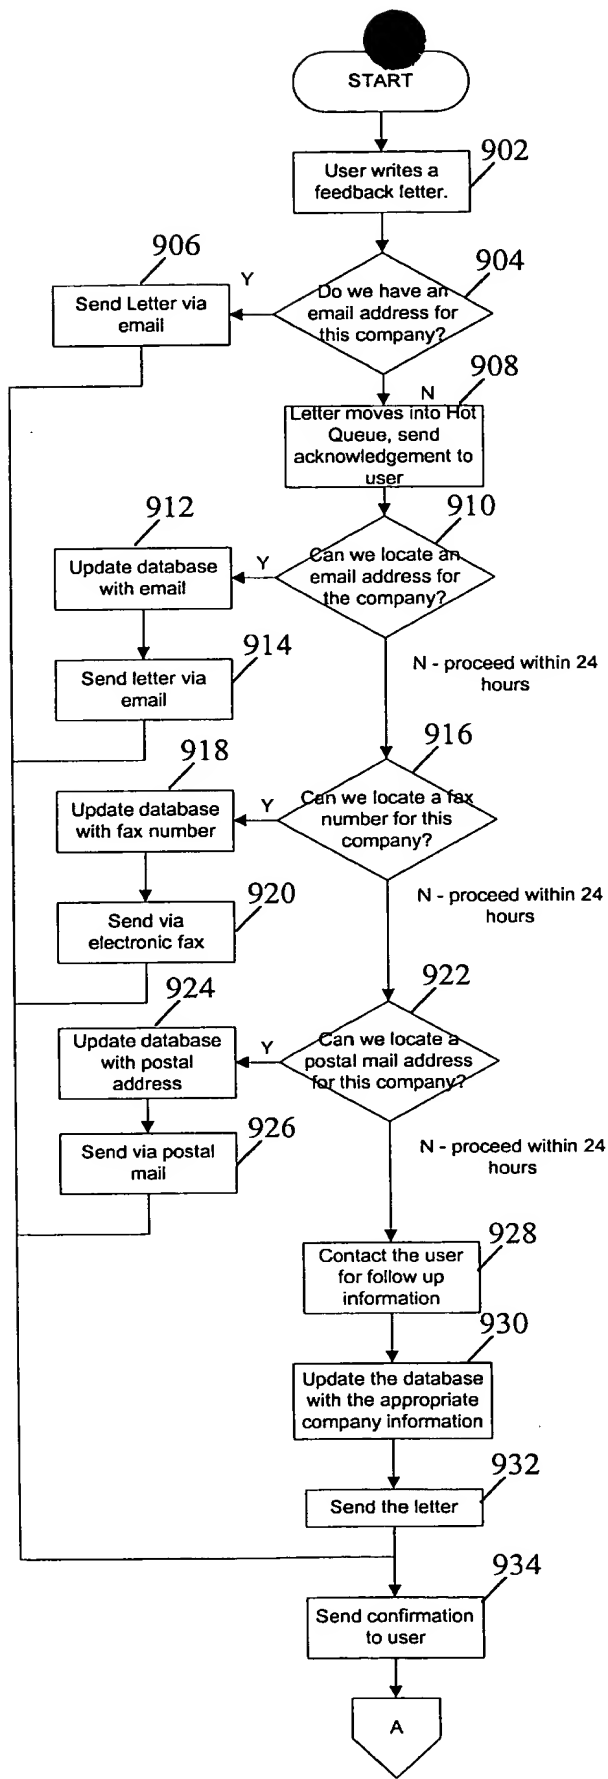 START
902
User writes a
feedback letter.
904
906
Y
Do we have an
email address for
this company?
Send Letter via
email
908
N
Letter moves into Hot
Queue, send
acknowledgement to
user
910
912
Can we locate an
email address for
the company?
Y
Update database
with email
914
Send letter via
email
N - proceed within 24
hours
916
918
Can we locate a fax
number for this
company?
Y
Update database
with fax number
920
Send via
electronic fax
N - proceed within 24
hours
922
924
Can we locate a
postal mail address
for this company?
Y
Update database
with postal
address
926
Send via postal
mail
N - proceed within 24
hours
928
Contact the user
for follow up
information
930
Update the database
with the appropriate
company information
932
Send the letter
934
Send confirmation
to user
A